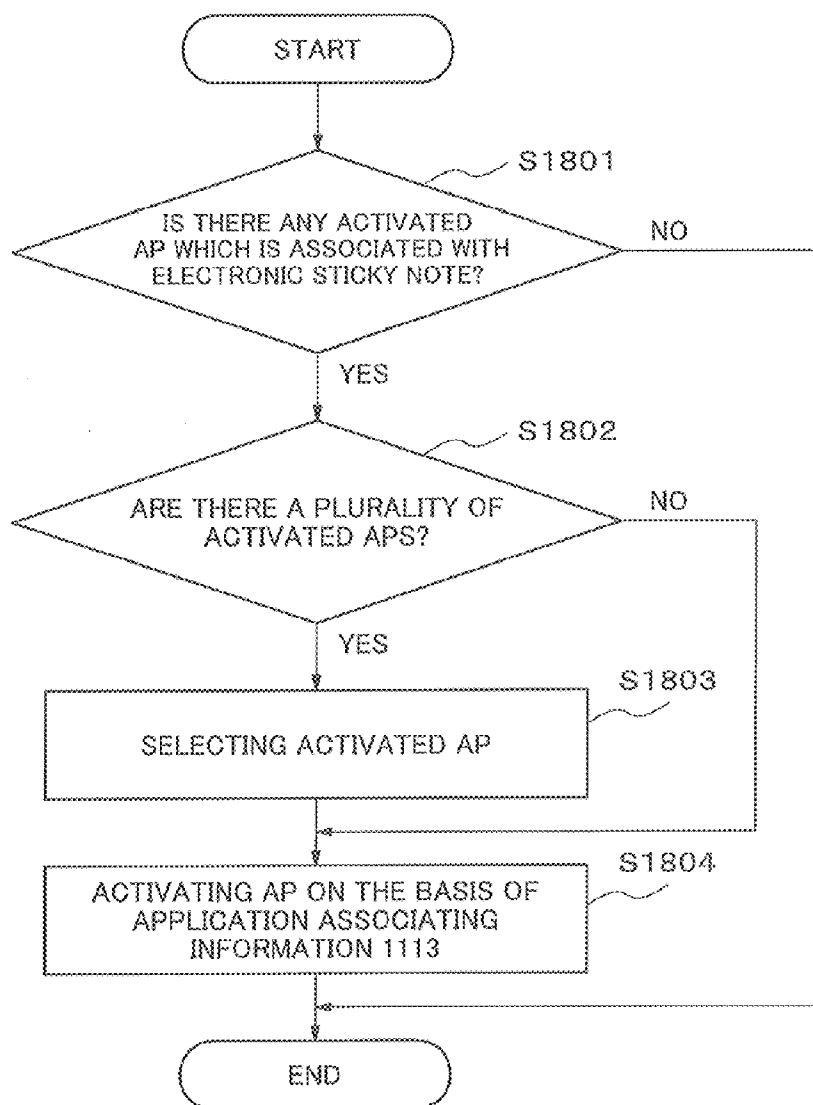 START
S1801
IS THERE ANY ACTIVATED
AP WHICH IS ASSOCIATED WITH
ELECTRONIC STICKY NOTE?
NO
YES
S1802
ARE THERE A PLURALITY OF
ACTIVATED APS?
NO
YES
S1803
SELECTING ACTIVATED AP
S1804
ACTIVATING AP ON THE BASIS OF
APPLICATION ASSOCIATING
INFORMATION 1113
END